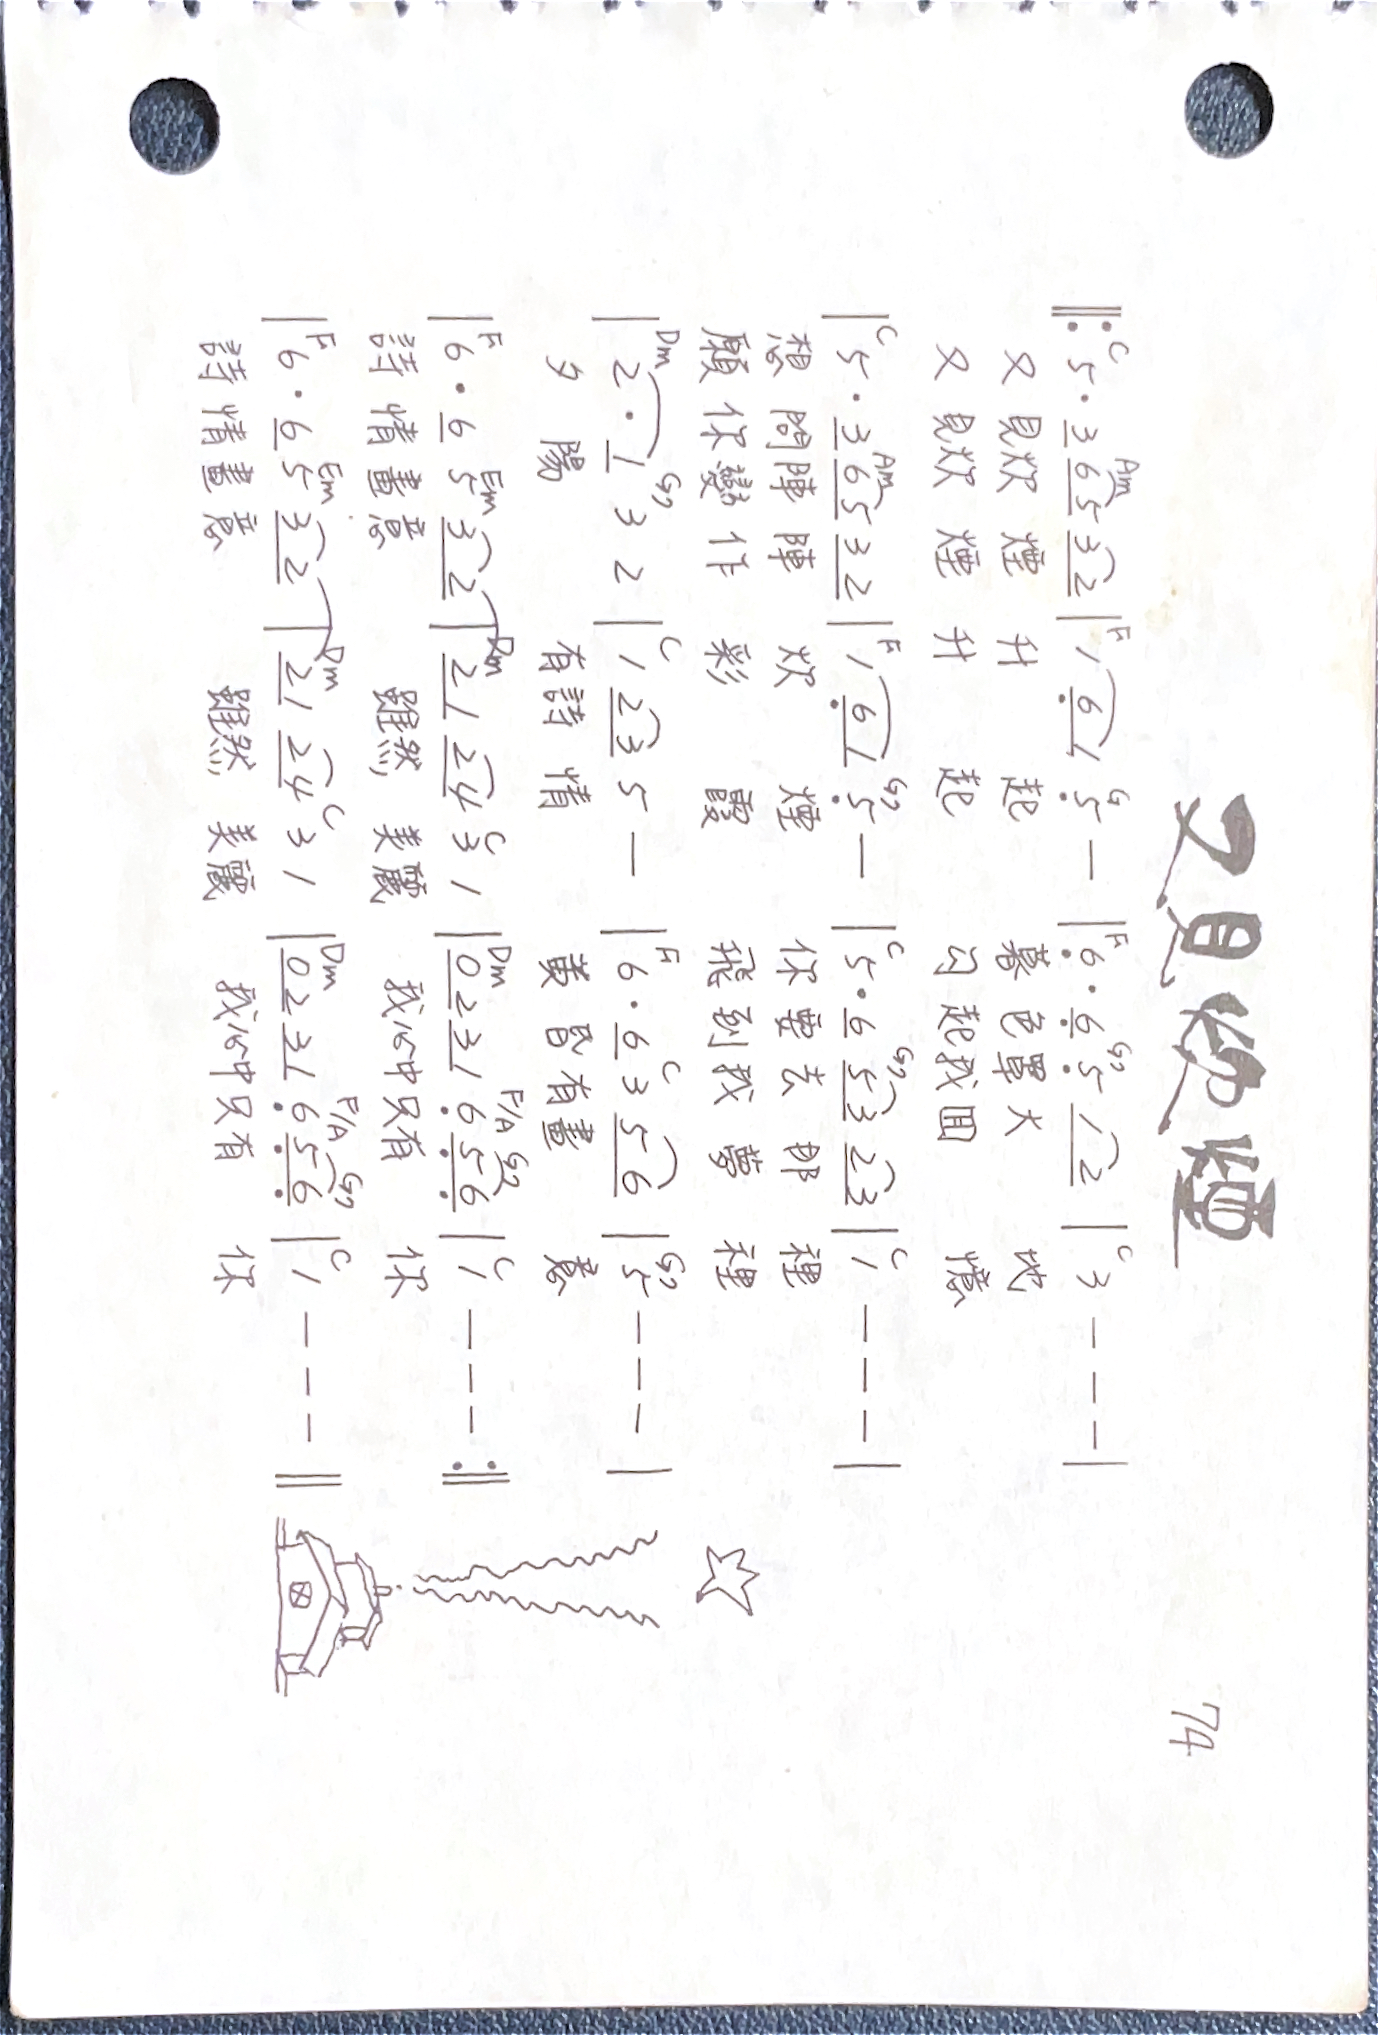 又見炊煙
74
C Am F G F G7 C
‖: 5 · 3 6 5 3 2 | 1 6 1 5 — | 6 · 6 5 1 2 | 3 — — — |
又 見炊 煙 升 起 暮 色罩大 地
又 見炊 煙 升 起 勾 起我回 憶
C Am F G7 C G7 C
| 5 · 3 6 5 3 2 | 1 6 1 5 — | 5 · 6 5 3 2 3 | 1 — — — |
想 問陣 陣 炊 煙 你 要去 那 裡
願 你變 作 彩 霞 飛 到我 夢 裡
Dm G7 C F C G7
| 2 · 1 3 2 | 1 2 3 5 — | 6 · 6 3 5 6 | 5 — — — |
夕 陽 有詩 情 黃 昏有畫 意
F Em Dm C Dm F/A G7 C
| 6 · 6 5 3 2 | 2 1 2 4 3 1 | 0 2 3 1 6 5 6 | 1 — — — :‖
詩 情畫意 雖然 美麗 我心中只有 你
F Em Dm C Dm F/A G7 C
| 6 · 6 5 3 2 | 2 1 2 4 3 1 | 0 2 3 1 6 5 6 | 1 — — — ‖
詩 情畫意 雖然 美麗 我心中只有 你